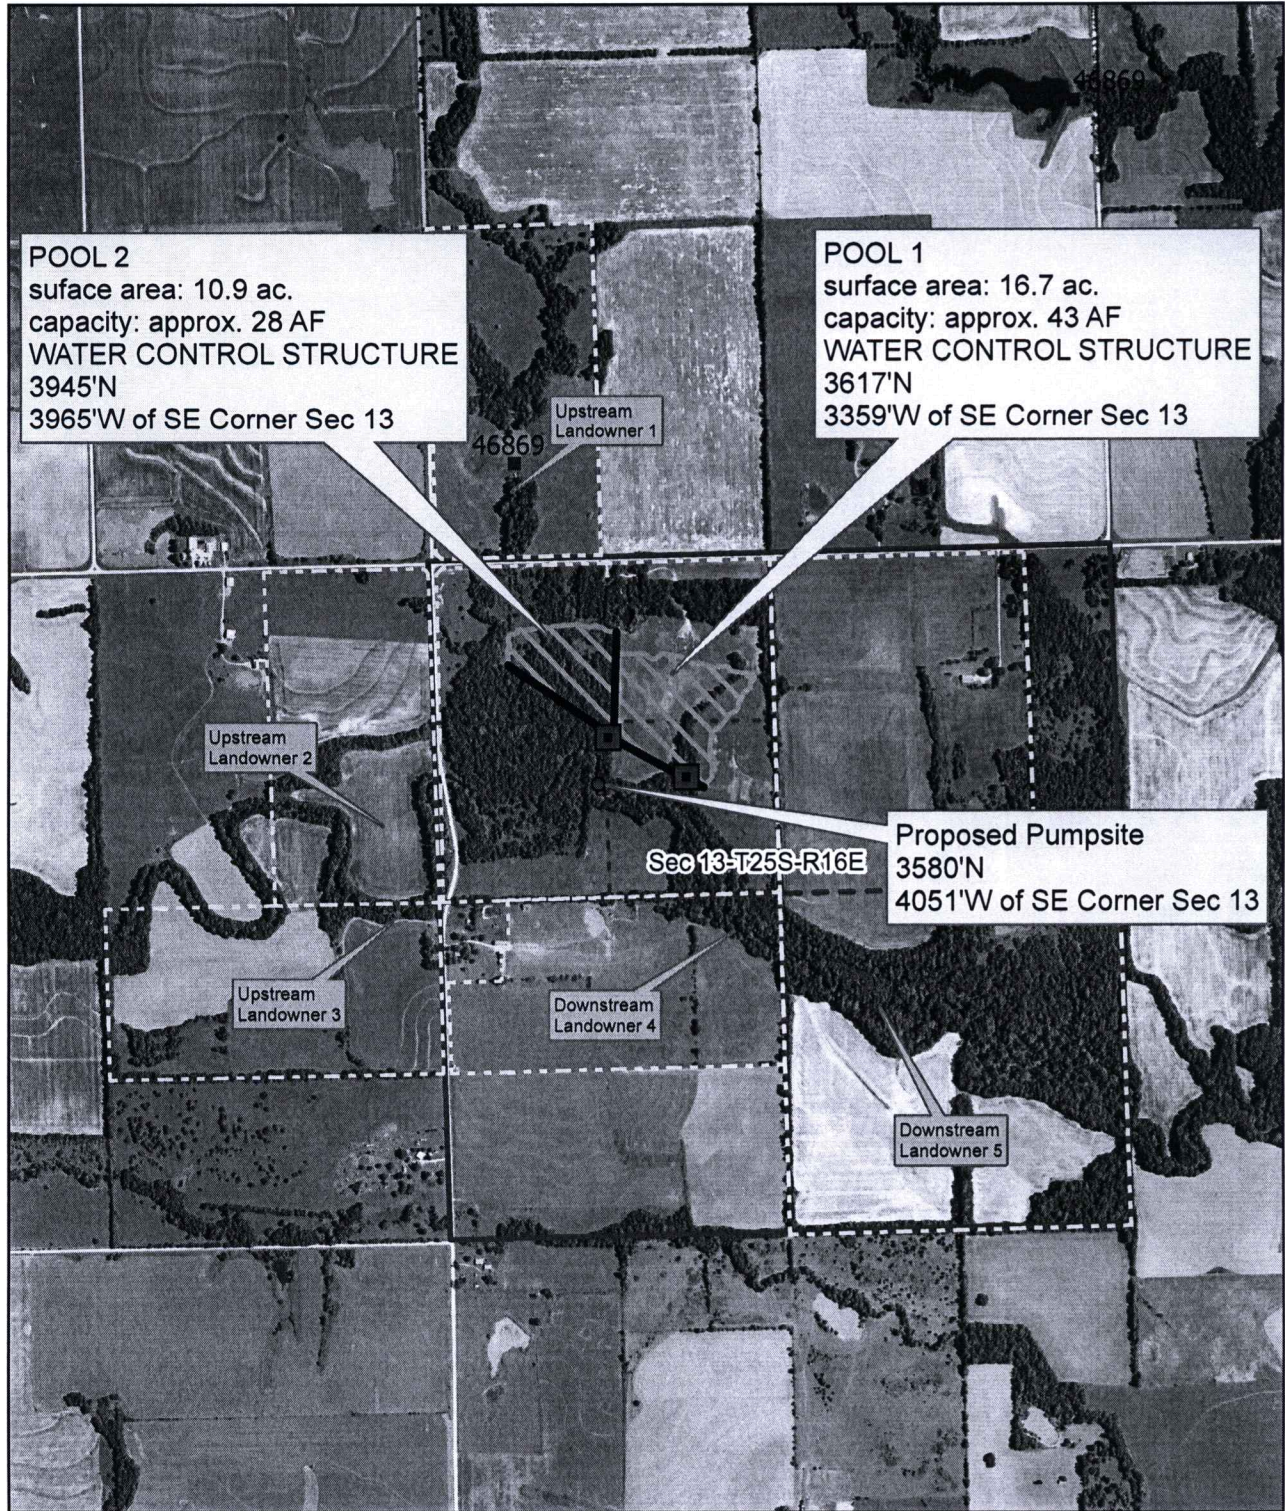 46869
POOL 2
suface area: 10.9 ac.
capacity: approx. 28 AF
WATER CONTROL STRUCTURE
3945'N
3965'W of SE Corner Sec 13
POOL 1
surface area: 16.7 ac.
capacity: approx. 43 AF
WATER CONTROL STRUCTURE
3617'N
3359'W of SE Corner Sec 13
Upstream
Landowner 1
46869
Upstream
Landowner 2
Proposed Pumpsite
3580'N
4051'W of SE Corner Sec 13
Sec 13-T25S-R16E
Upstream
Landowner 3
Downstream
Landowner 4
Downstream
Landowner 5